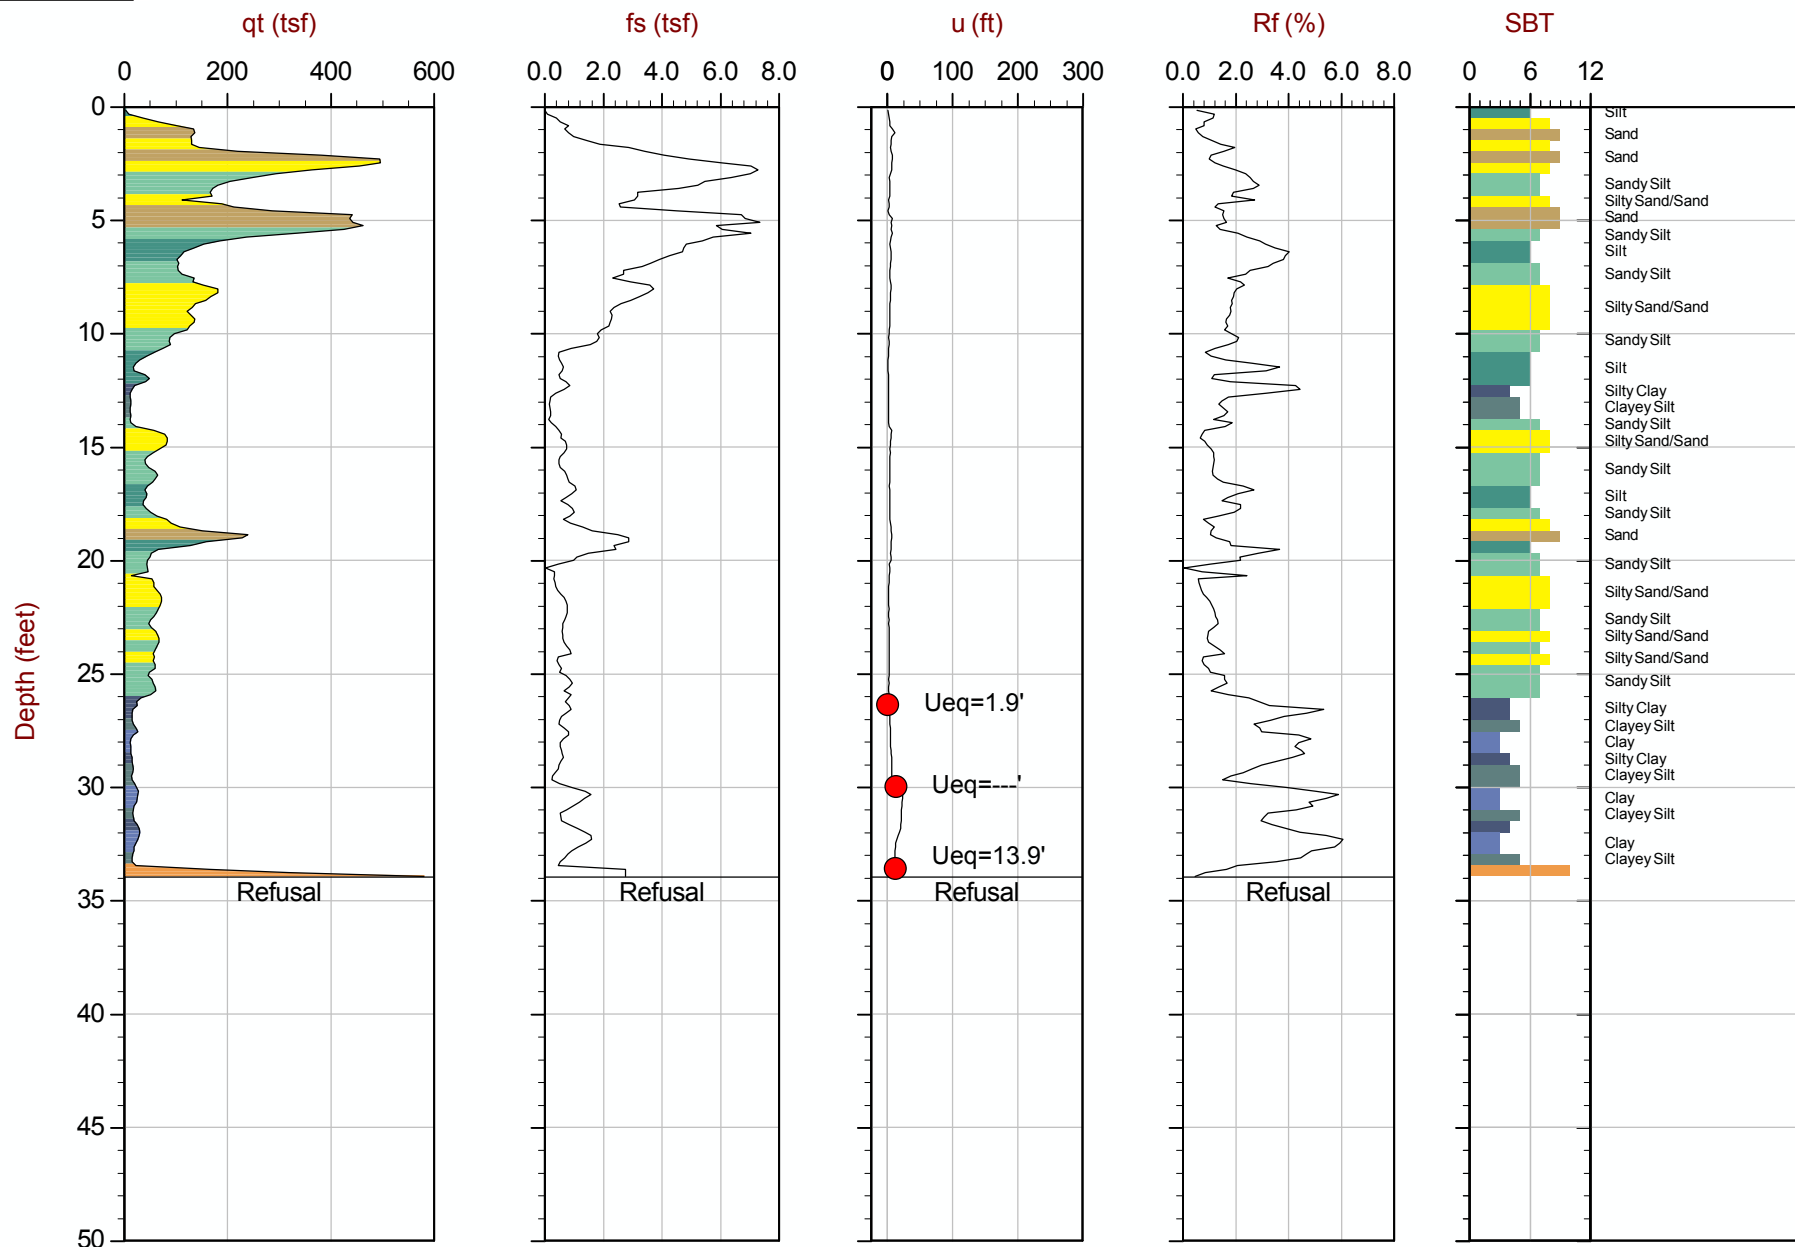 qt (tsf) fs (tsf) u (ft) Rf (%) SBT
0 200 400 600 0.0 2.0 4.0 6.0 8.0 0 100 200 300 0.0 2.0 4.0 6.0 8.0 0 6 12
0
Silt
Sand
Sand
Sandy Silt
Silty Sand/Sand
Sand
5
Sandy Silt
Silt
Sandy Silt
Silty Sand/Sand
10
Sandy Silt
Silt
Silty Clay
Clayey Silt
Sandy Silt
Silty Sand/Sand
15
Sandy Silt
Silt
Sandy Silt
Sand
20
Sandy Silt
Silty Sand/Sand
Sandy Silt
Silty Sand/Sand
Silty Sand/Sand
25
Sandy Silt
Depth (feet)
Ueq=1.9'
Silty Clay
Clayey Silt
Clay
Silty Clay
Clayey Silt
30
Ueq=---'
Clay
Clayey Silt
Clay
Ueq=13.9'
Clayey Silt
Refusal Refusal Refusal Refusal
35
40
45
50